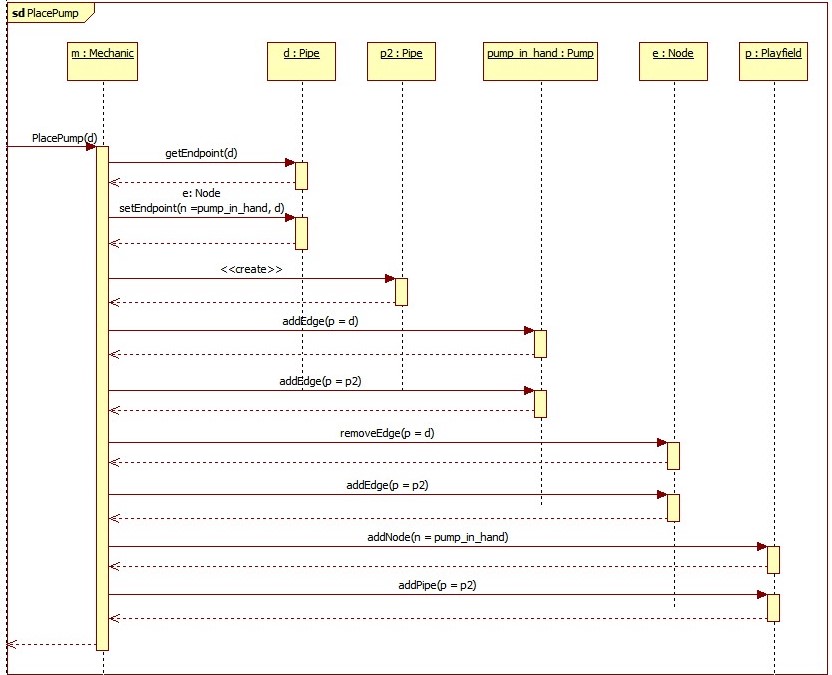 sd PlacePump
m : Mechanic
d : Pipe
p2 : Pipe
pump_in_hand : Pump
e : Node
p : Playfield
PlacePump(d)
getEndpoint(d)
e: Node
setEndpoint(n =pump_in_hand, d)
<<create>>
addEdge(p = d)
addEdge(p = p2)
removeEdge(p = d)
addEdge(p = p2)
addNode(n = pump_in_hand)
addPipe(p = p2)